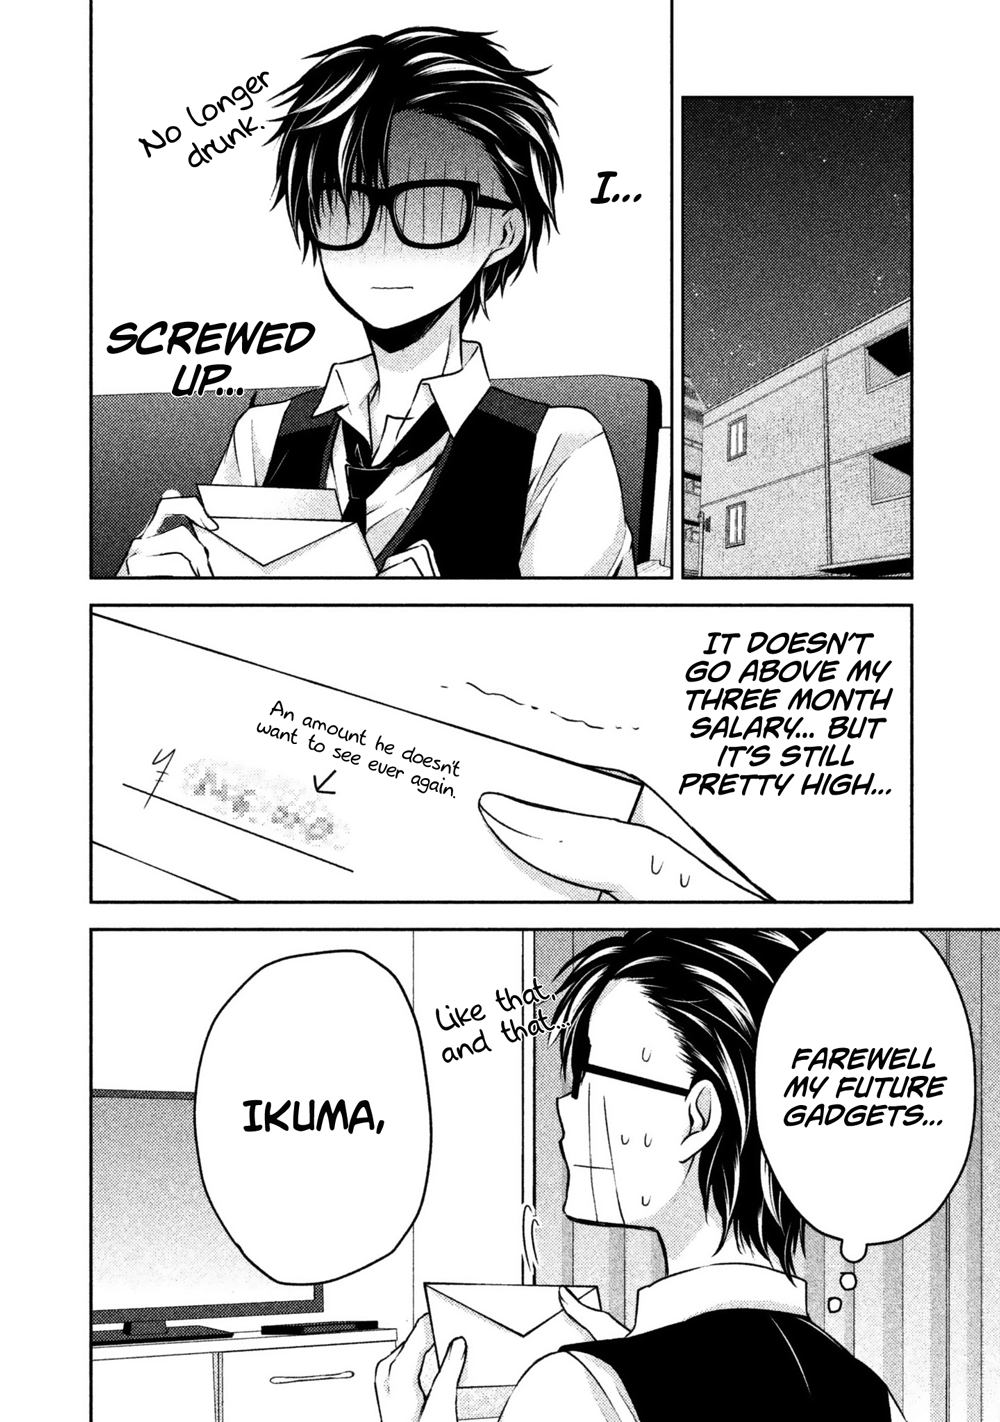 I...
No longer
drunk.
SCREWED
UP...
IT DOESN'T
GO ABOVE MY
THREE MONTH
SALARY... BUT
IT'S STILL
PRETTY HIGH...
An amount he doesn't
want to see ever again.
FAREWELL
MY FUTURE
GADGETS...
Like that,
and that...
IKUMA,